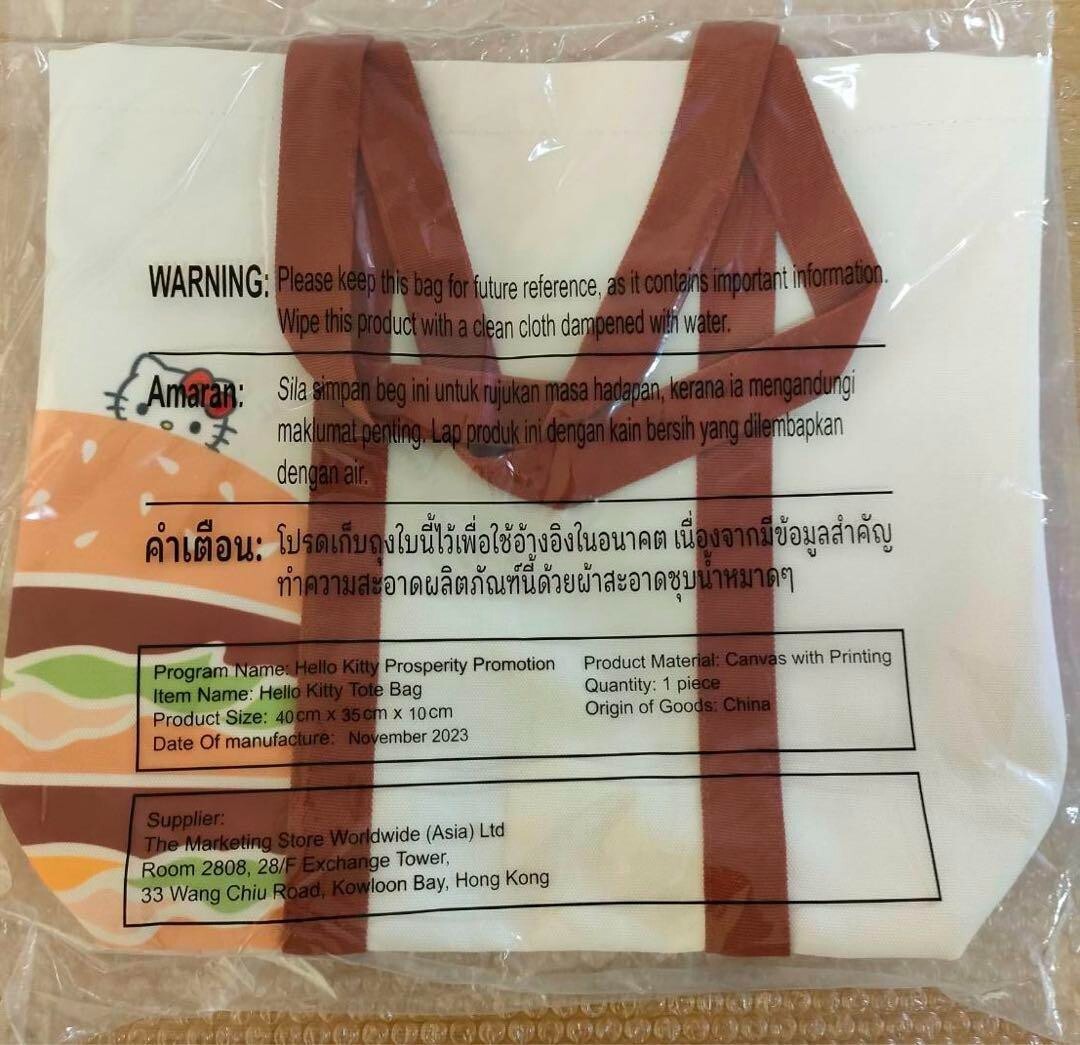 WARNING: Please keep this bag for future reference, as it contains important information.
Wipe this product with a clean cloth dampened with water.
Amaran: Sila simpan beg ini untuk rujukan masa hadapan, kerana ia mengandungi
maklumat penting. Lap produk ini dengan kain bersih yang dilembapkan
dengan air.
คำเตือน: โปรดเก็บถุงใบนี้ไว้เพื่อใช้อ้างอิงในอนาคต เนื่องจากมีข้อมูลสำคัญ
ทำความสะอาดผลิตภัณฑ์นี้ด้วยผ้าสะอาดชุบน้ำหมาดๆ
Program Name: Hello Kitty Prosperity Promotion
Item Name: Hello Kitty Tote Bag
Product Size: 40cm x 35cm x 10cm
Date Of manufacture: November 2023
Product Material: Canvas with Printing
Quantity: 1 piece
Origin of Goods: China
Supplier:
The Marketing Store Worldwide (Asia) Ltd
Room 2808, 28/F Exchange Tower,
33 Wang Chiu Road, Kowloon Bay, Hong Kong